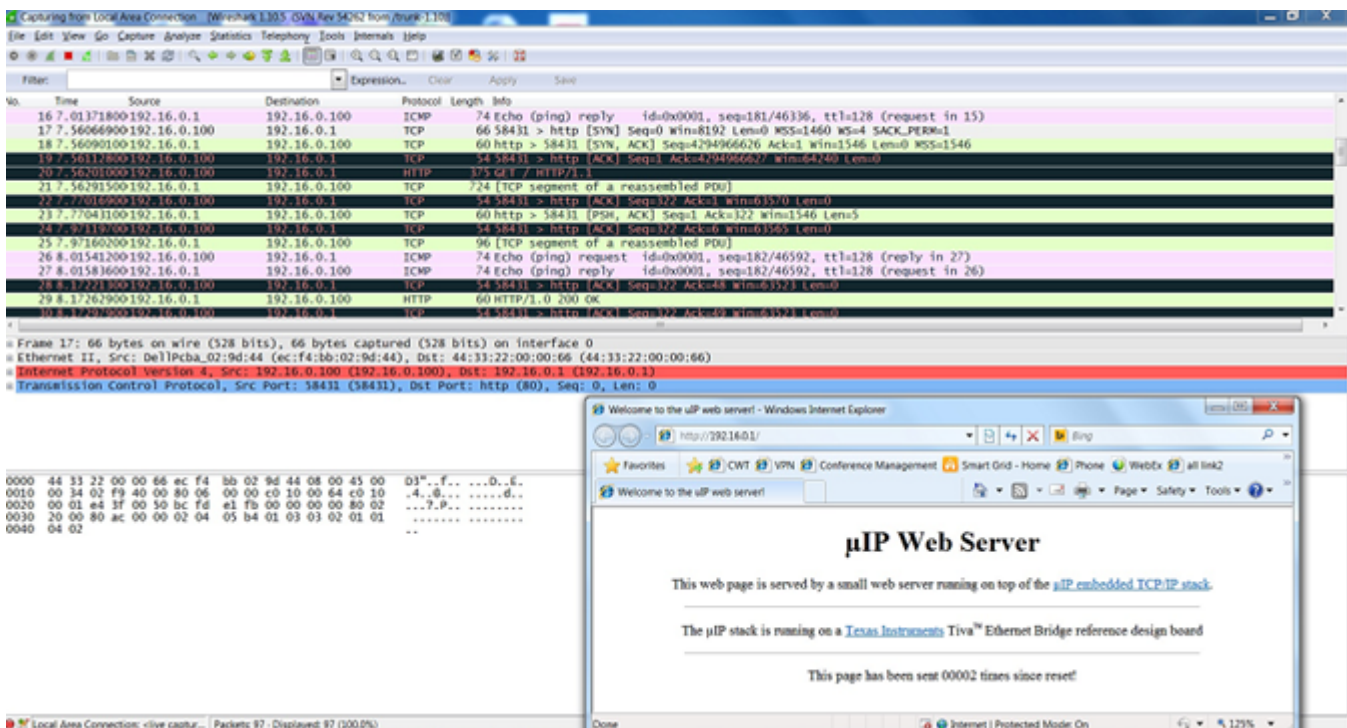 Capturing from Local Area Connection [Wireshark 1.10.5 (SVN Rev 54262 from /trunk-1.10)]
File Edit View Go Capture Analyze Statistics Telephony Tools Internals Help
Filter: Expression... Clear Apply Save
No. Time Source Destination Protocol Length Info
16 7.01371800 192.16.0.1 192.16.0.100 ICMP 74 Echo (ping) reply id=0x0001, seq=181/46336, ttl=128 (request in 15)
17 7.56066900 192.16.0.100 192.16.0.1 TCP 66 58431 > http [SYN] Seq=0 Win=8192 Len=0 MSS=1460 WS=4 SACK_PERM=1
18 7.56090100 192.16.0.1 192.16.0.100 TCP 60 http > 58431 [SYN, ACK] Seq=4294966626 Ack=1 Win=1546 Len=0 MSS=1546
19 7.56112800 192.16.0.100 192.16.0.1 TCP 54 58431 > http [ACK] Seq=1 Ack=4294966627 Win=64240 Len=0
20 7.56201000 192.16.0.100 192.16.0.1 HTTP 375 GET / HTTP/1.1
21 7.56291500 192.16.0.1 192.16.0.100 TCP 724 [TCP segment of a reassembled PDU]
22 7.77016900 192.16.0.100 192.16.0.1 TCP 54 58431 > http [ACK] Seq=322 Ack=1 Win=63570 Len=0
23 7.77043100 192.16.0.1 192.16.0.100 TCP 60 http > 58431 [PSH, ACK] Seq=1 Ack=322 Win=1546 Len=5
24 7.97119700 192.16.0.100 192.16.0.1 TCP 54 58431 > http [ACK] Seq=322 Ack=6 Win=63565 Len=0
25 7.97160200 192.16.0.1 192.16.0.100 TCP 96 [TCP segment of a reassembled PDU]
26 8.01541200 192.16.0.100 192.16.0.1 ICMP 74 Echo (ping) request id=0x0001, seq=182/46592, ttl=128 (reply in 27)
27 8.01583600 192.16.0.1 192.16.0.100 ICMP 74 Echo (ping) reply id=0x0001, seq=182/46592, ttl=128 (request in 26)
28 8.17221300 192.16.0.100 192.16.0.1 TCP 54 58431 > http [ACK] Seq=322 Ack=48 Win=63523 Len=0
29 8.17262900 192.16.0.1 192.16.0.100 HTTP 60 HTTP/1.0 200 OK
30 8.17297900 192.16.0.100 192.16.0.1 TCP 54 58431 > http [ACK] Seq=322 Ack=49 Win=63523 Len=0
Frame 17: 66 bytes on wire (528 bits), 66 bytes captured (528 bits) on interface 0
Ethernet II, Src: DellPcba_02:9d:44 (ec:f4:bb:02:9d:44), Dst: 44:33:22:00:00:66 (44:33:22:00:00:66)
Internet Protocol Version 4, Src: 192.16.0.100 (192.16.0.100), Dst: 192.16.0.1 (192.16.0.1)
Transmission Control Protocol, Src Port: 58431 (58431), Dst Port: http (80), Seq: 0, Len: 0
0000 44 33 22 00 00 66 ec f4 bb 02 9d 44 08 00 45 00 D3"..f.. ...D..E.
0010 00 34 02 f9 40 00 80 06 00 00 c0 10 00 64 c0 10 .4..@... .....d..
0020 00 01 e4 3f 00 50 bc fd e1 fb 00 00 00 00 80 02 ...?.P.. ........
0030 20 00 80 ac 00 00 02 04 05 b4 01 03 03 02 01 01 ........ ........
0040 04 02 ..
Welcome to the uIP web server! - Windows Internet Explorer
http://192.16.0.1/ Bing
Favorites CWT VPN Conference Management Smart Grid - Home Phone WebEx all link2
Welcome to the uIP web server! Page Safety Tools
µIP Web Server
This web page is served by a small web server running on top of the µIP embedded TCP/IP stack.
The µIP stack is running on a Texas Instruments Tiva™ Ethernet Bridge reference design board
This page has been sent 00002 times since reset!
Local Area Connection: <live captur... Packets: 97 · Displayed: 97 (100.0%)
Done Internet | Protected Mode: On 125%